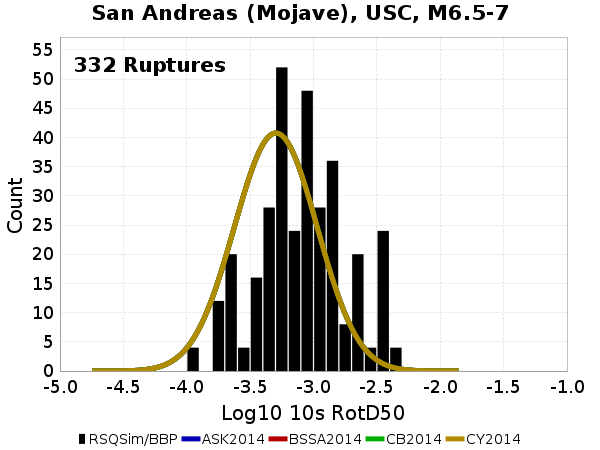 San Andreas (Mojave), USC, M6.5-7
332 Ruptures
55
50
45
40
35
30
25
20
15
10
5
0
Count
-5.0 -4.5 -4.0 -3.5 -3.0 -2.5 -2.0 -1.5 -1.0
Log10 10s RotD50
RSQSim/BBP ASK2014 BSSA2014 CB2014 CY2014